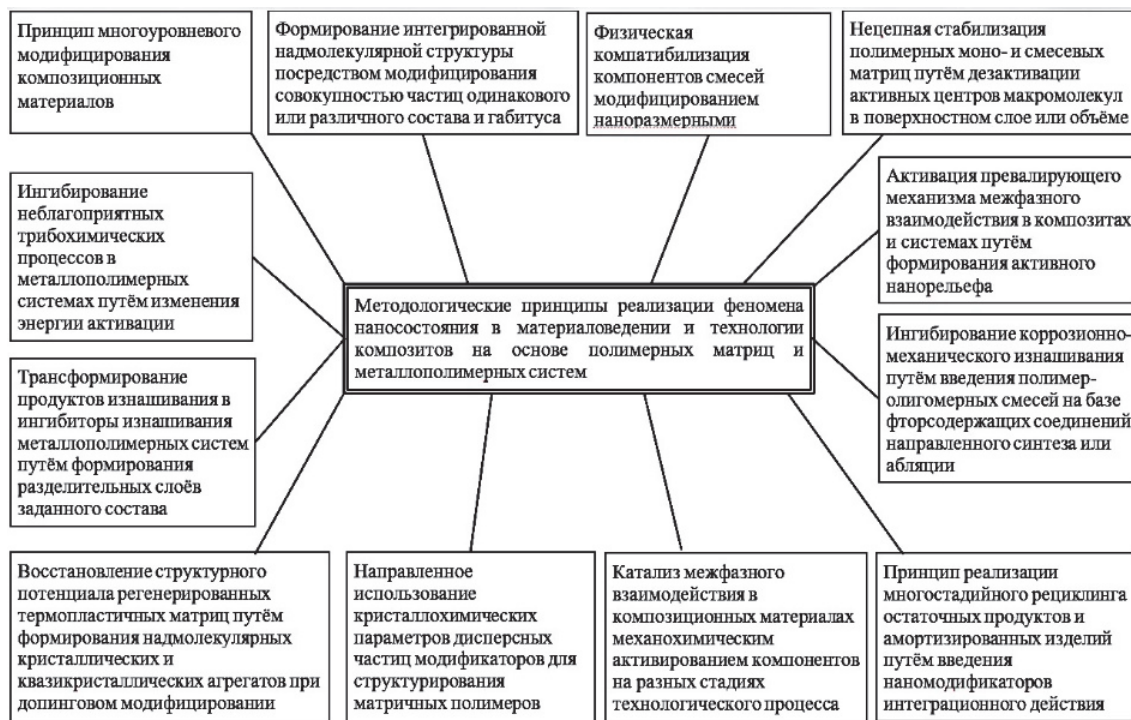 Принцип многоуровневого
модифицирования
композиционных
материалов
Формирование интегрированной
надмолекулярной структуры
посредством модифицирования
совокупностью частиц одинакового
или различного состава и габитуса
Физическая
компатибилизация
компонентов смесей
модифицированием
наноразмерными
Нецепная стабилизация
полимерных моно- и смесевых
матриц путём дезактивации
активных центров макромолекул
в поверхностном слое или объёме
Ингибирование
неблагоприятных
трибохимических
процессов в
металлополимерных
системах путём изменения
энергии активации
Активация превалирующего
механизма межфазного
взаимодействия в композитах
и системах путём
формирования активного
нанорельефа
Методологические принципы реализации феномена
наносостояния в материаловедении и технологии
композитов на основе полимерных матриц и
металлополимерных систем
Трансформирование
продуктов изнашивания в
ингибиторы изнашивания
металлополимерных систем
путём формирования
разделительных слоёв
заданного состава
Ингибирование коррозионно-
механического изнашивания
путём введения полимер-
олигомерных смесей на базе
фторсодержащих соединений
направленного синтеза или
абляции
Восстановление структурного
потенциала регенерированных
термопластичных матриц путём
формирования надмолекулярных
кристаллических и
квазикристаллических агрегатов при
допинговом модифицировании
Направленное
использование
кристаллохимических
параметров дисперсных
частиц модификаторов для
структурирования
матричных полимеров
Катализ межфазного
взаимодействия в
композиционных материалах
механохимическим
активированием компонентов
на разных стадиях
технологического процесса
Принцип реализации
многостадийного рециклинга
остаточных продуктов и
амортизированных изделий
путём введения
наномодификаторов
интеграционного действия